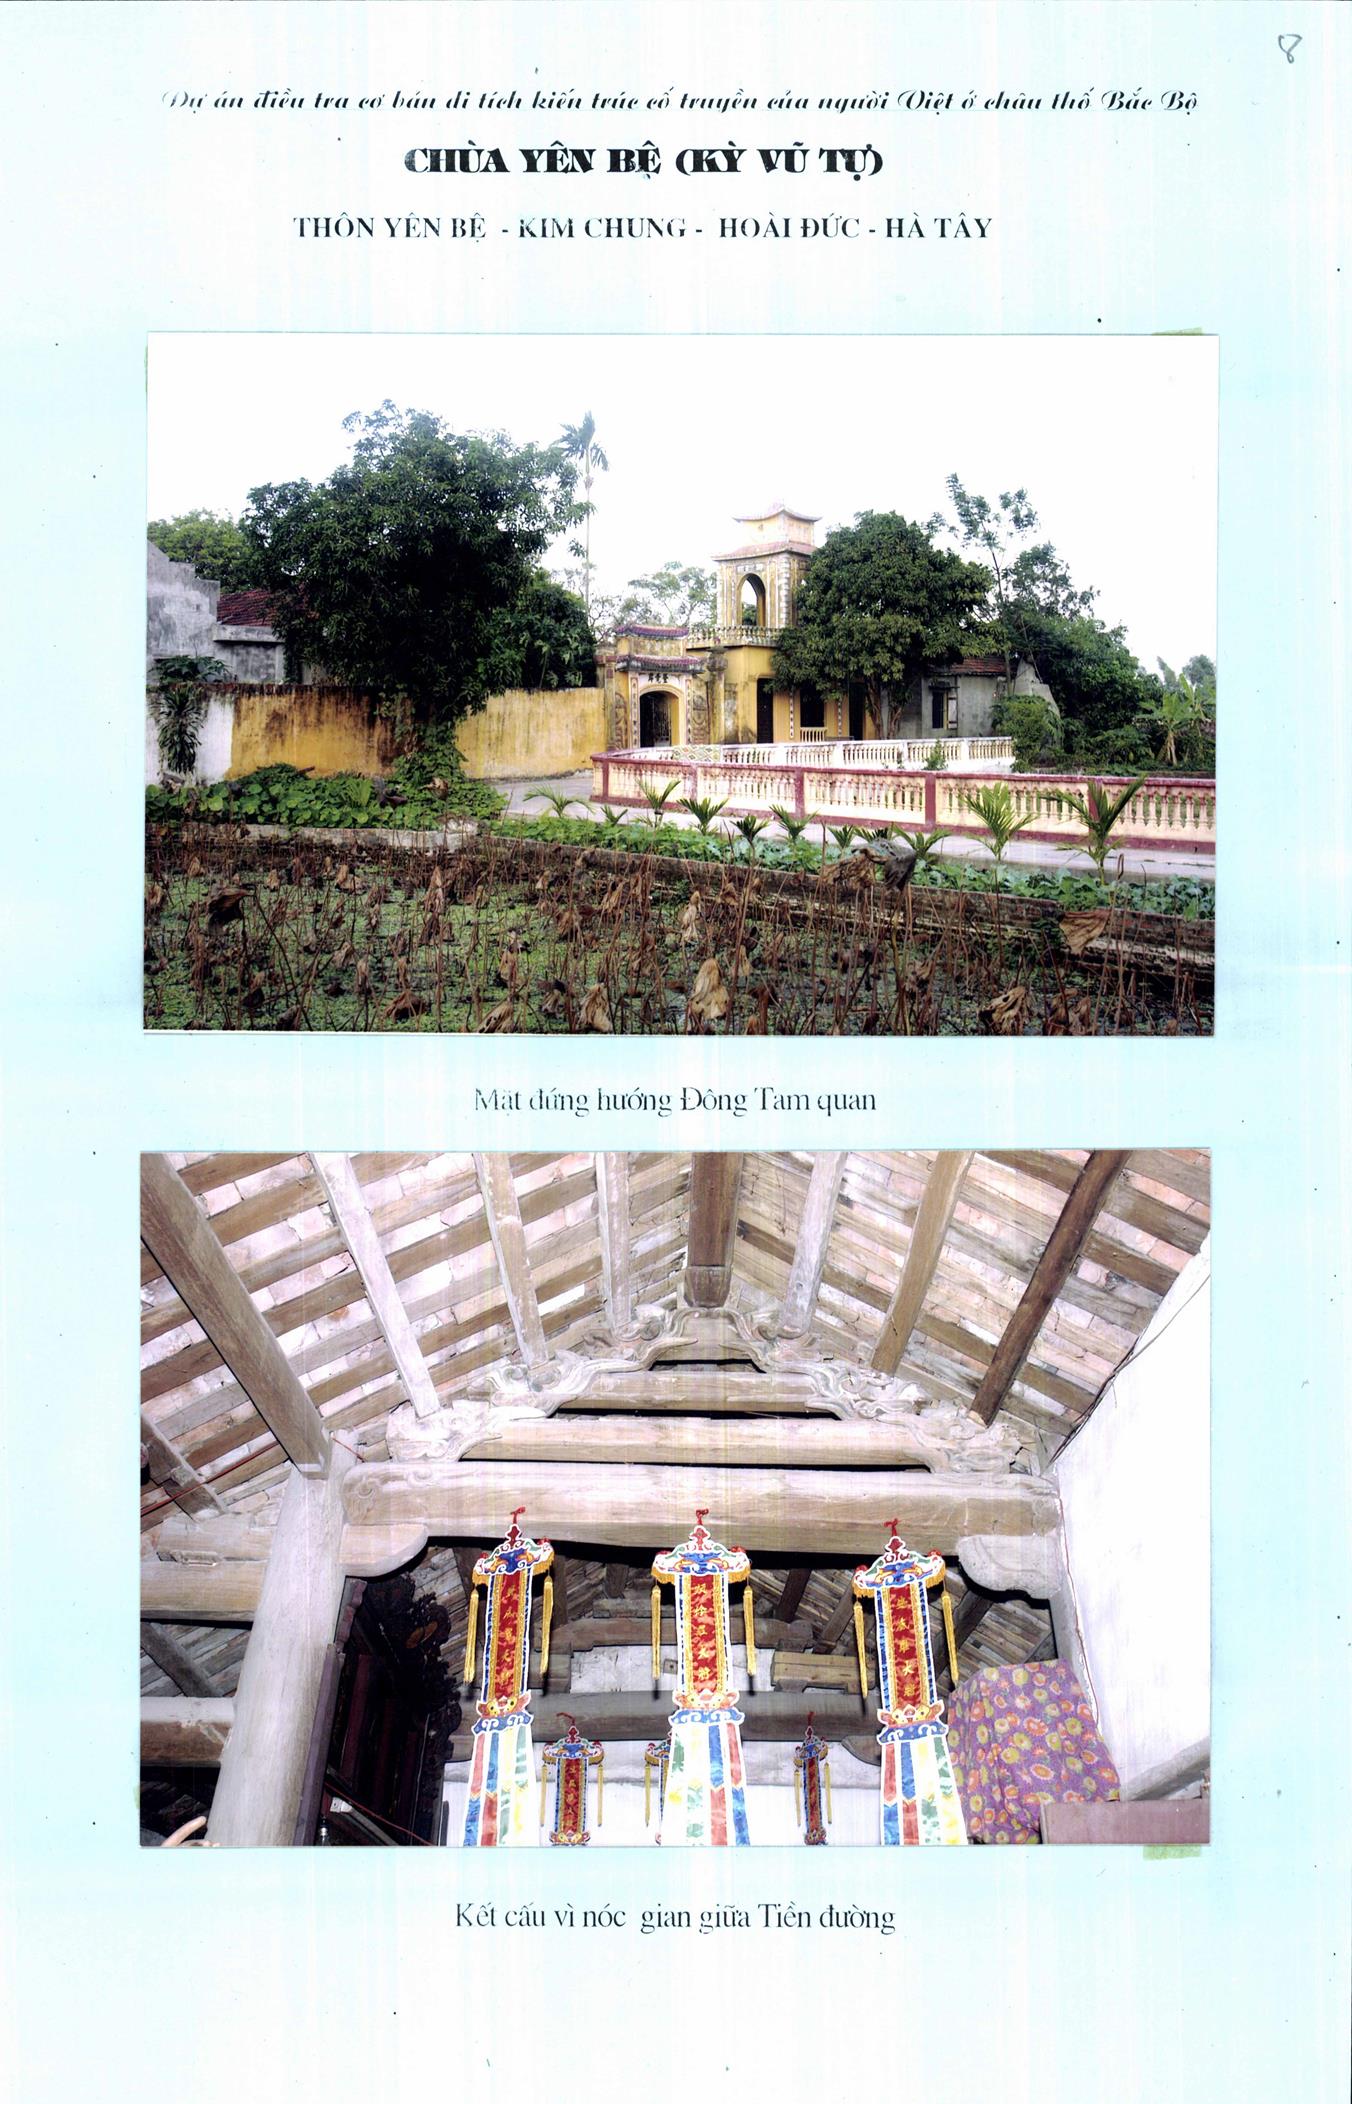 8
Dự án điều tra cơ bản di tích kiến trúc cổ truyền của người Việt ở châu thổ Bắc Bộ
CHÙA YÊN BỆ (KỲ VŨ TỰ)
THÔN YÊN BỆ - KIM CHUNG - HOÀI ĐỨC - HÀ TÂY
Mặt đứng hướng Đông Tam quan
Kết cấu vì nóc gian giữa Tiền đường